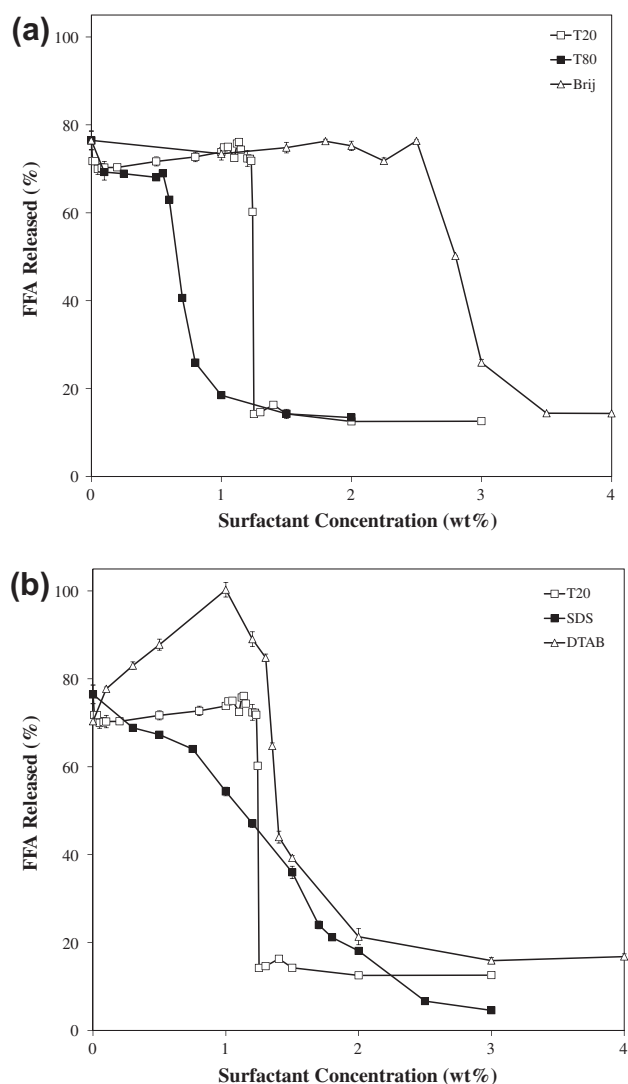 (a)
100
80
60
40
20
0
FFA Released (%)
T20
T80
Brij
0 1 2 3 4
Surfactant Concentration (wt%)
(b)
100
80
60
40
20
0
FFA Released (%)
T20
SDS
DTAB
0 1 2 3 4
Surfactant Concentration (wt%)